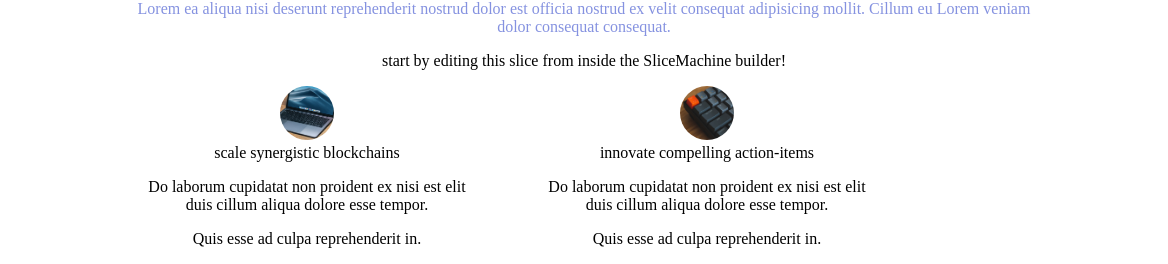 Lorem ea aliqua nisi deserunt reprehenderit nostrud dolor est officia nostrud ex velit consequat adipisicing mollit. Cillum eu Lorem veniam
dolor consequat consequat.
start by editing this slice from inside the SliceMachine builder!
scale synergistic blockchains
Do laborum cupidatat non proident ex nisi est elit
duis cillum aliqua dolore esse tempor.
Quis esse ad culpa reprehenderit in.
innovate compelling action-items
Do laborum cupidatat non proident ex nisi est elit
duis cillum aliqua dolore esse tempor.
Quis esse ad culpa reprehenderit in.